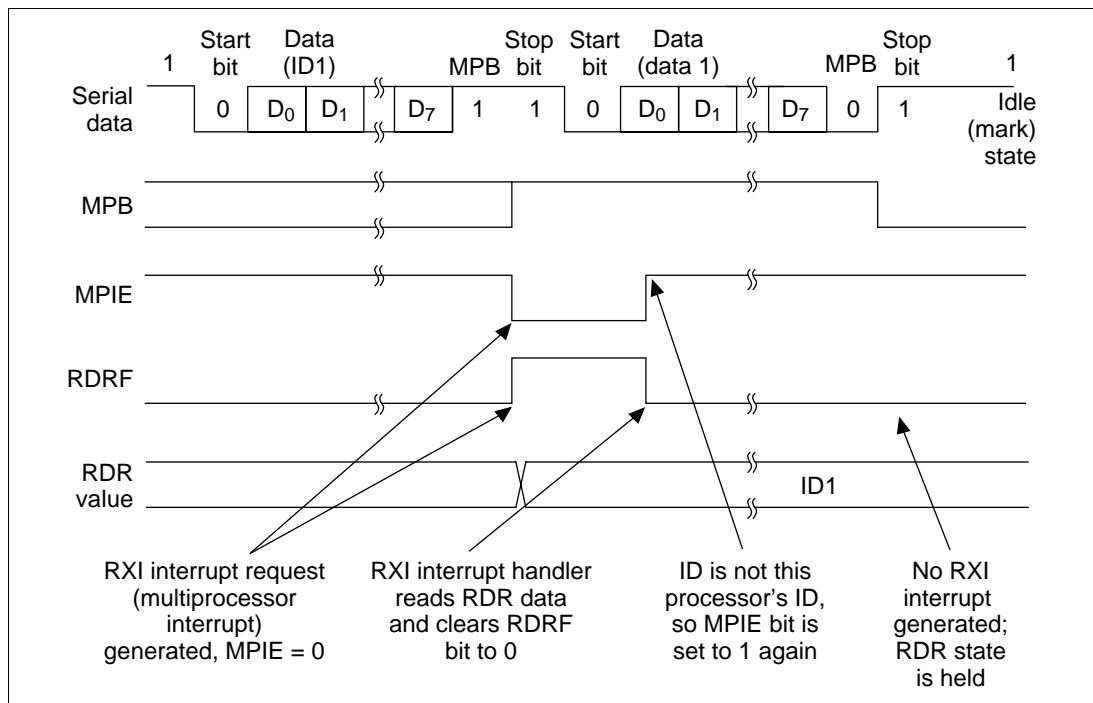 Start bit
Data (ID1)
Stop bit
Start bit
Data (data 1)
Stop bit
1
MPB
MPB
1
Serial data
0
D0
D1
D7
1
1
0
D0
D1
D7
0
1
Idle (mark) state
MPB
MPIE
RDRF
RDR value
ID1
RXI interrupt request
(multiprocessor
interrupt)
generated, MPIE = 0
RXI interrupt handler
reads RDR data
and clears RDRF
bit to 0
ID is not this
processor's ID,
so MPIE bit is
set to 1 again
No RXI
interrupt
generated;
RDR state
is held